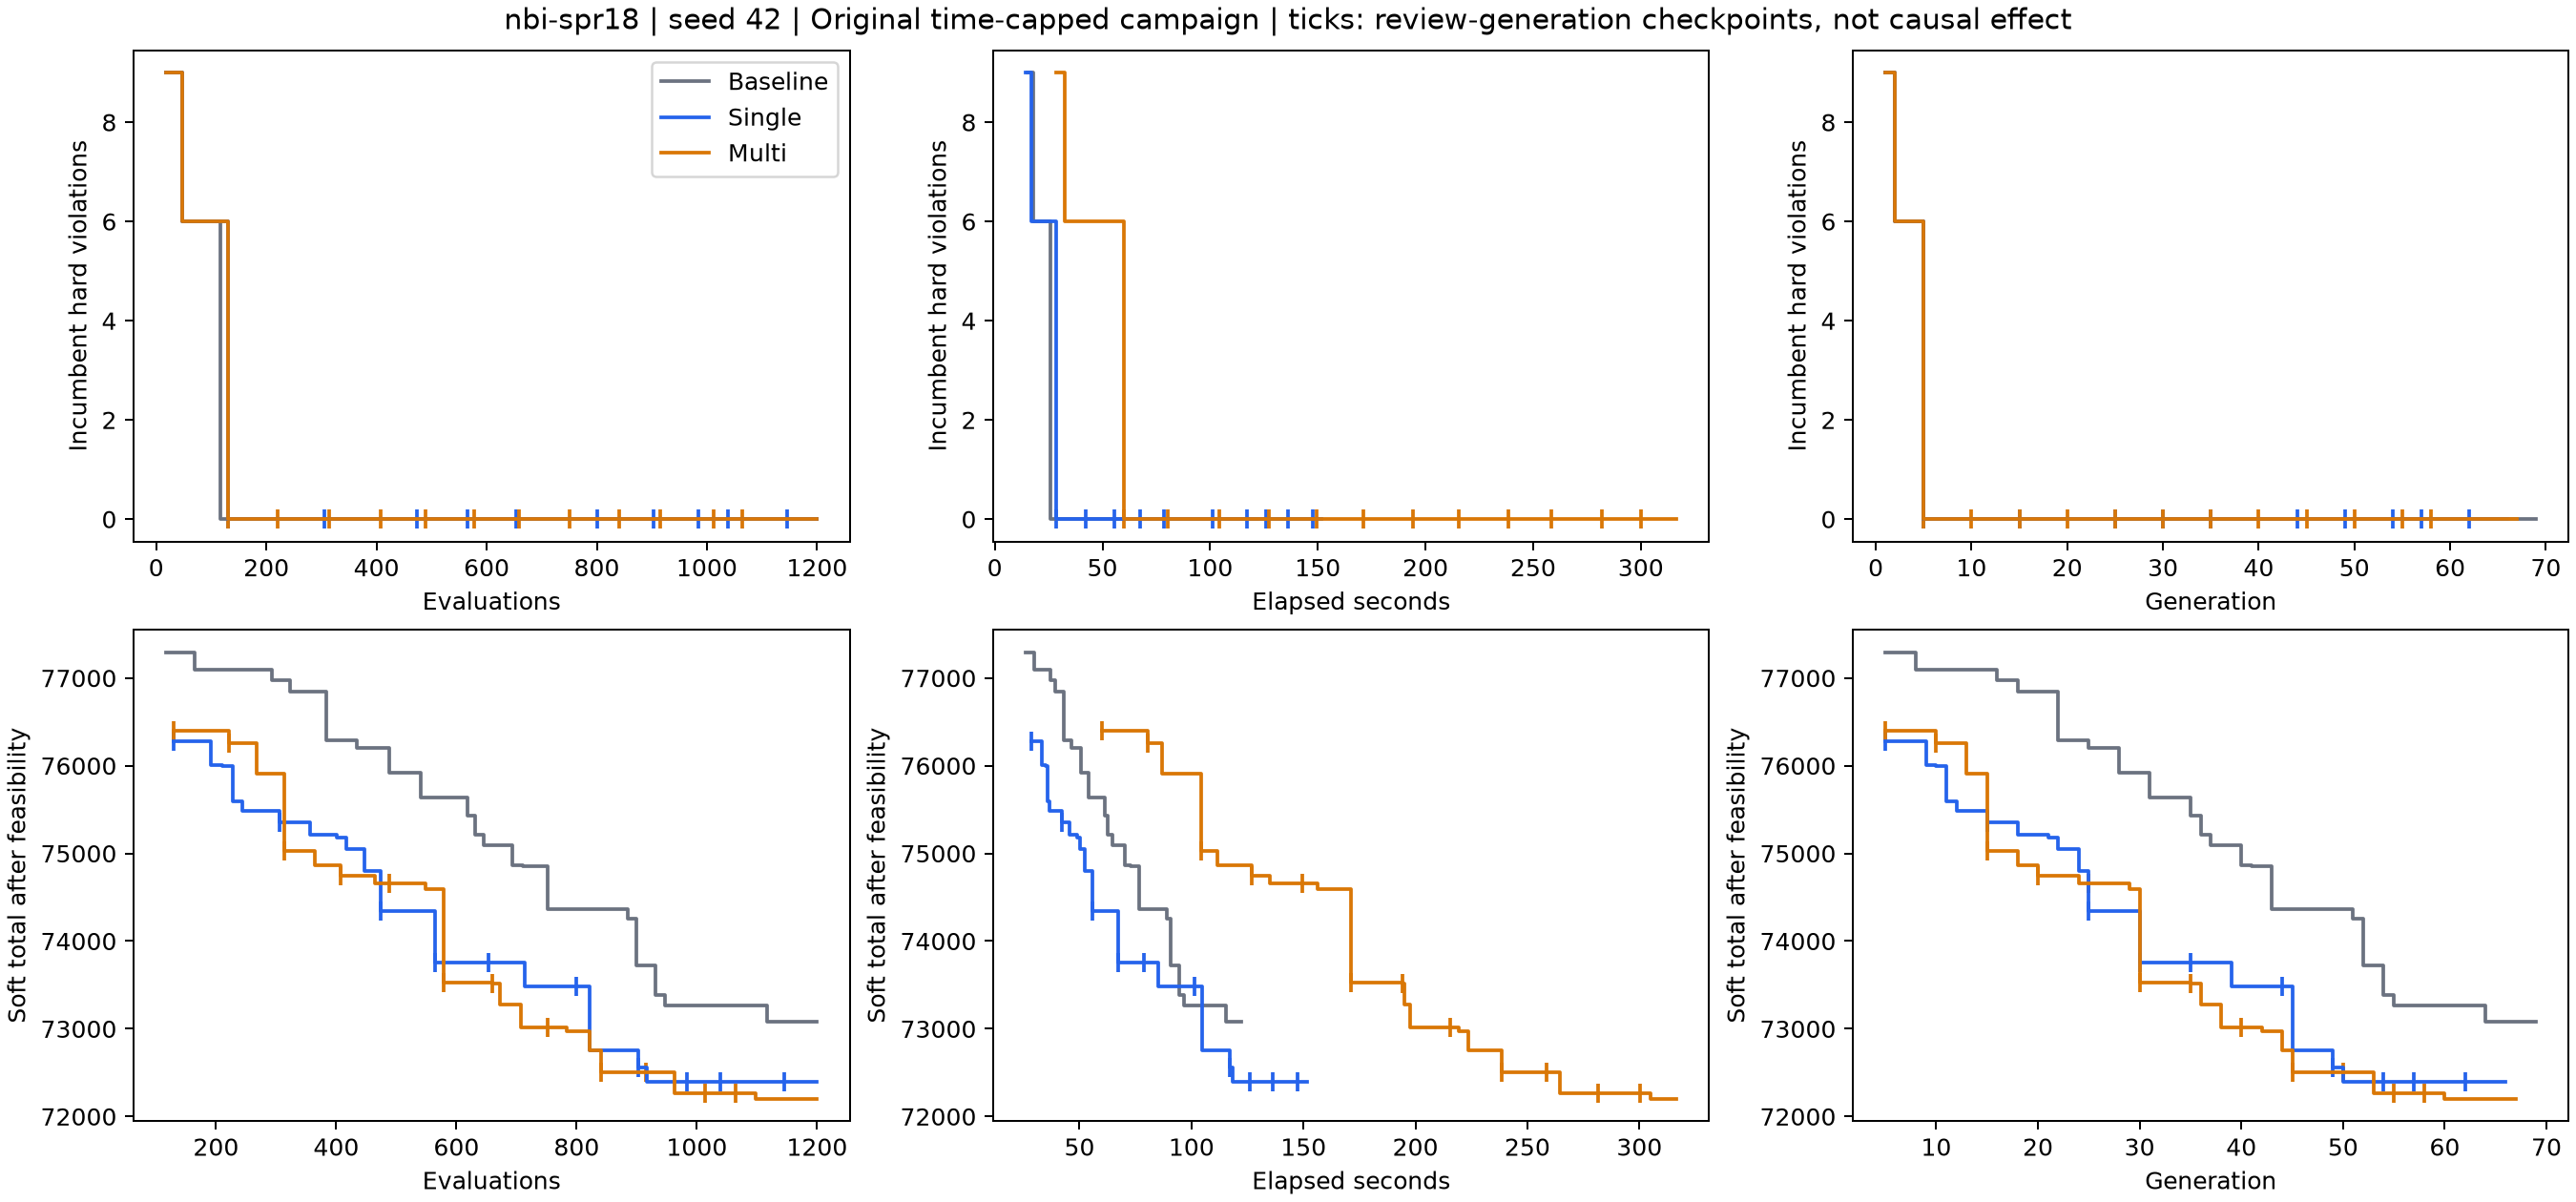 nbi-spr18 | seed 42 | Original time-capped campaign | ticks: review-generation checkpoints, not causal effect
Incumbent hard violations
8
6
4
2
0
Baseline
Single
Multi
0 200 400 600 800 1000 1200
Evaluations
Incumbent hard violations
8
6
4
2
0
0 50 100 150 200 250 300
Elapsed seconds
Incumbent hard violations
8
6
4
2
0
0 10 20 30 40 50 60 70
Generation
Soft total after feasibility
77000
76000
75000
74000
73000
72000
200 400 600 800 1000 1200
Evaluations
Soft total after feasibility
77000
76000
75000
74000
73000
72000
50 100 150 200 250 300
Elapsed seconds
Soft total after feasibility
77000
76000
75000
74000
73000
72000
10 20 30 40 50 60 70
Generation